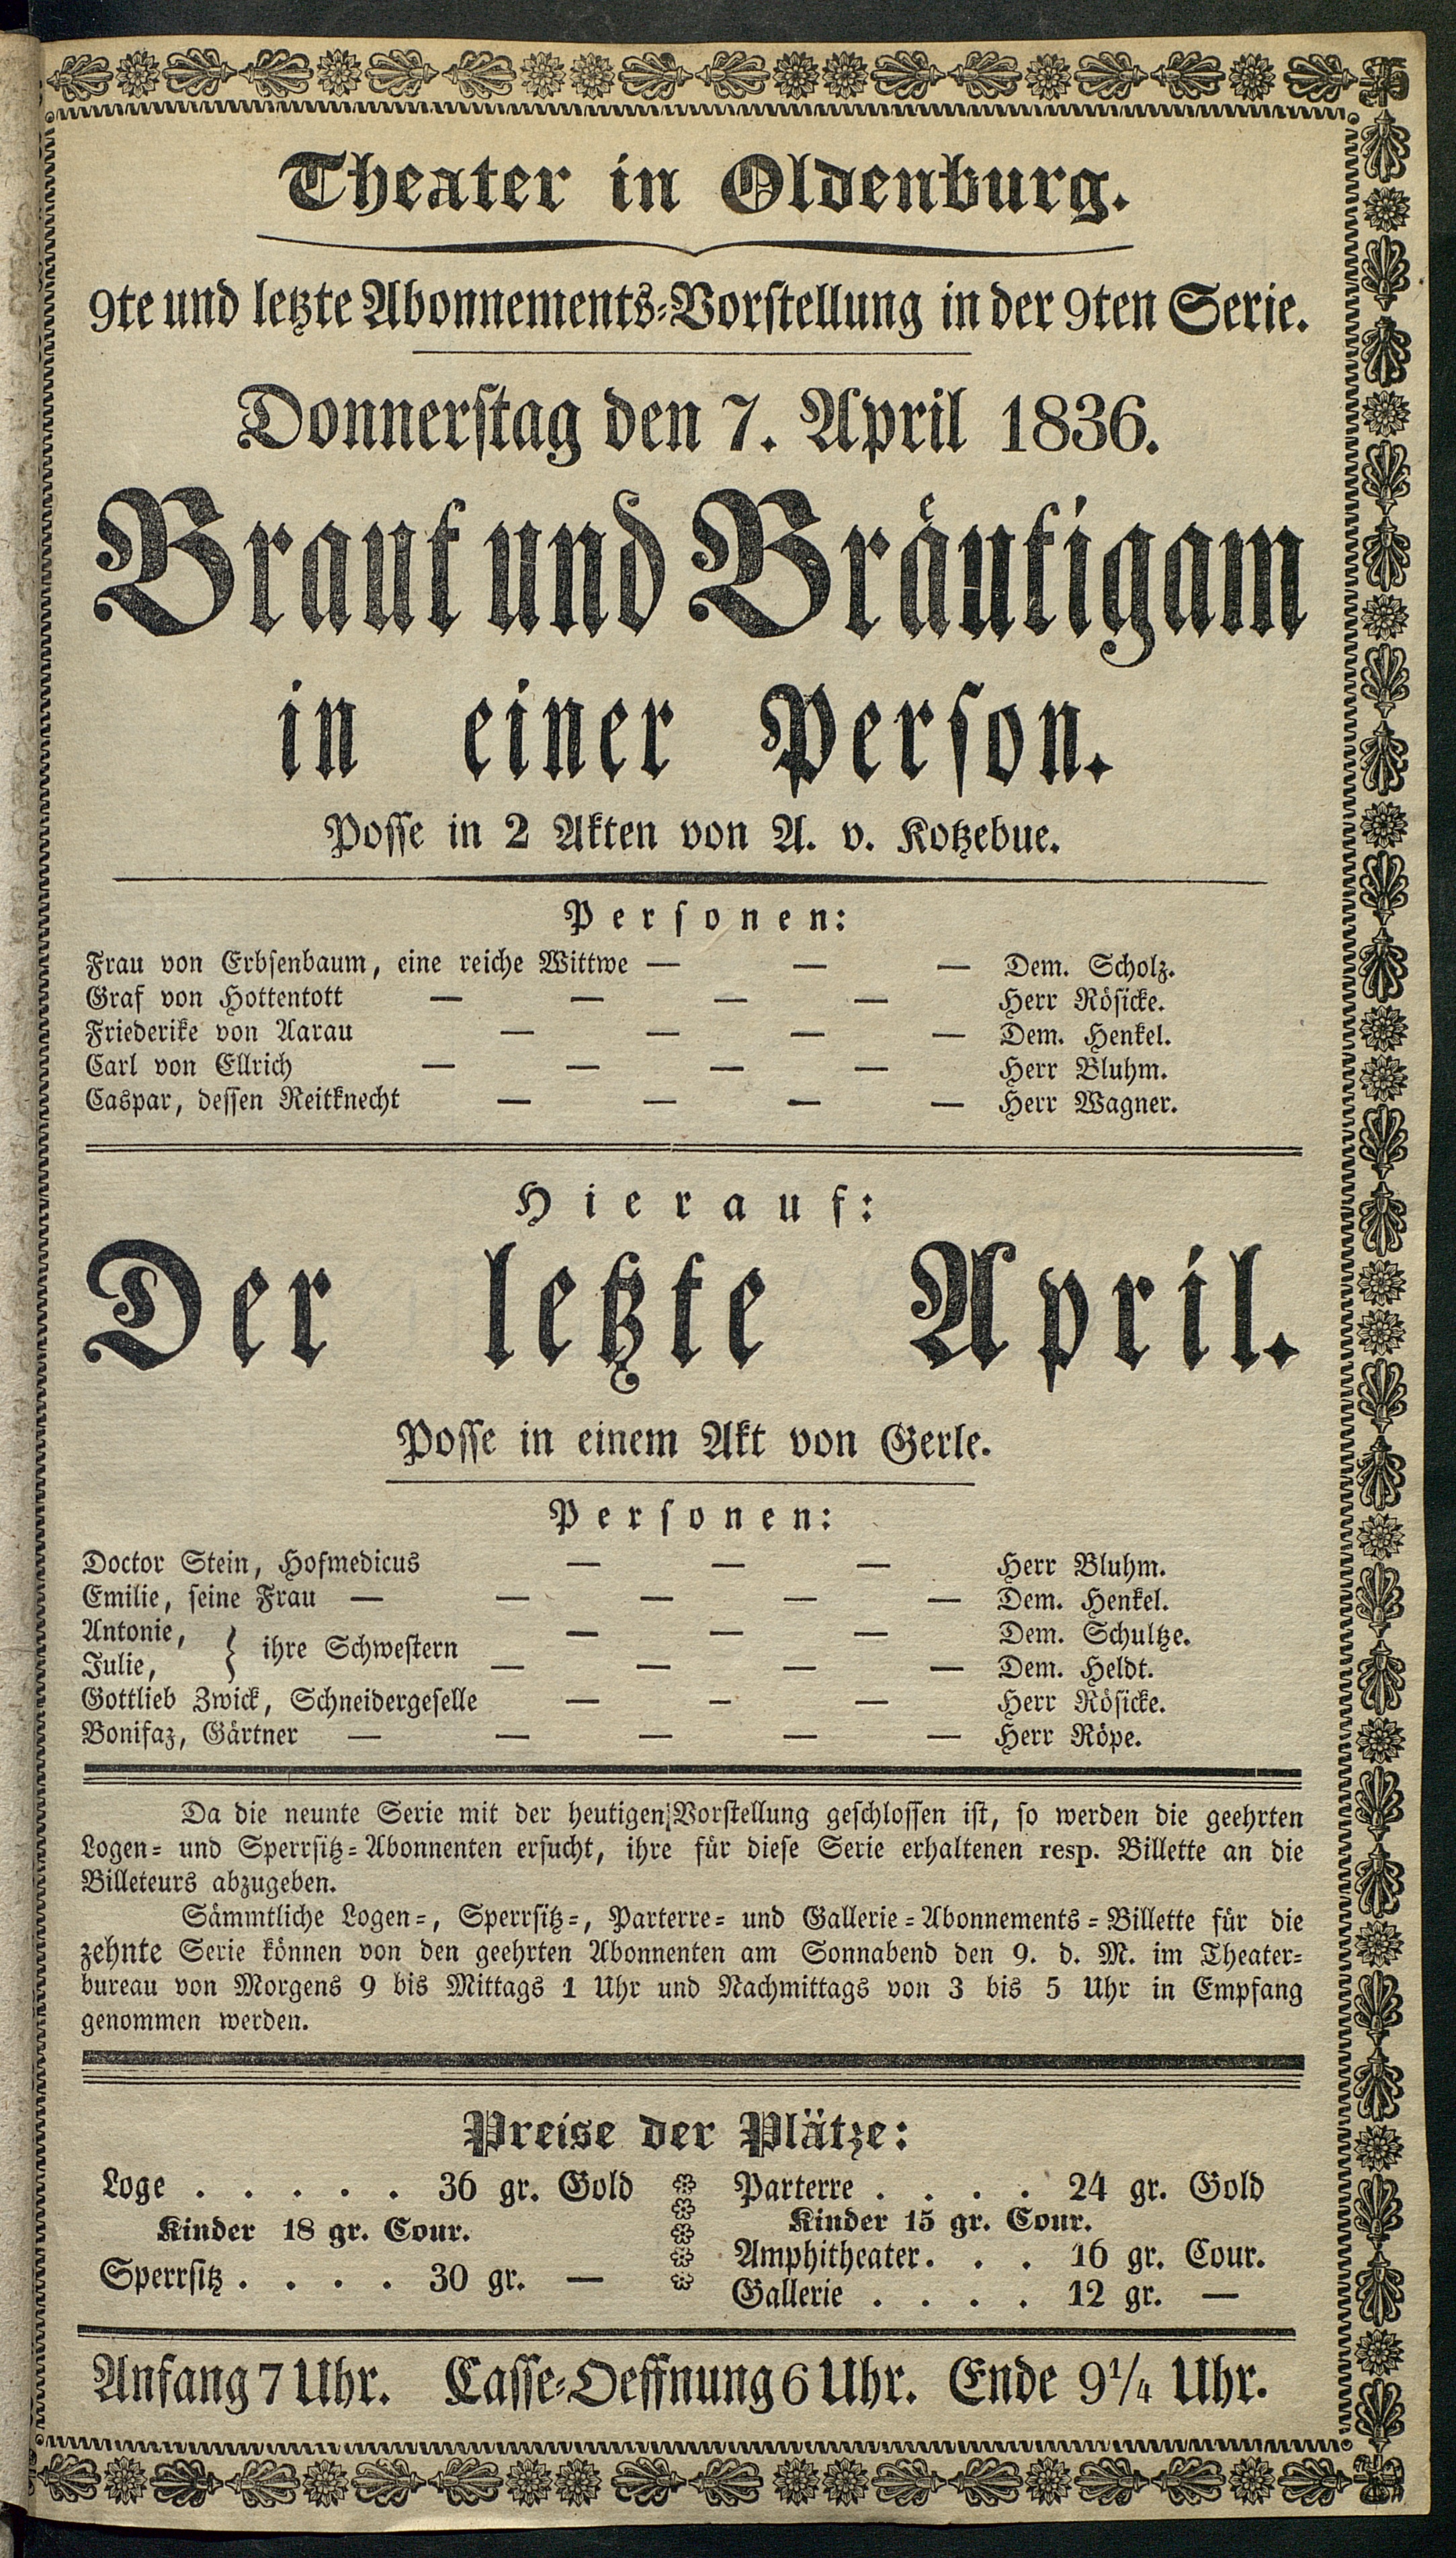 Theater in Oldenburg.
9te und letzte Abonnements-Vorstellung in der 9ten Serie.
Donnerstag den 7. April 1836.
Braut und Bräutigam
in einer Person.
Posse in 2 Akten von A. v. Kotzebue.
Personen:
Frau von Erbsenbaum, eine reiche Wittwe — — — Dem. Scholz.
Graf von Hottentott — — — — Herr Rösicke.
Friederike von Aarau — — — — Dem. Henkel.
Carl von Ellrich — — — — Herr Bluhm.
Caspar, dessen Reitknecht — — — — Herr Wagner.
Hierauf:
Der letzte April.
Posse in einem Akt von Gerle.
Personen:
Doctor Stein, Hofmedicus — — — Herr Bluhm.
Emilie, seine Frau — — — — — Dem. Henkel.
Antonie, } ihre Schwestern — — — Dem. Schultze.
Julie, — — — — Dem. Heldt.
Gottlieb Zwick, Schneidergeselle — — — Herr Rösicke.
Bonifaz, Gärtner — — — — — Herr Röpe.
Da die neunte Serie mit der heutigen Vorstellung geschlossen ist, so werden die geehrten
Logen- und Sperrsitz-Abonnenten ersucht, ihre für diese Serie erhaltenen resp. Billette an die
Billeteurs abzugeben.
Sämmtliche Logen-, Sperrsitz-, Parterre- und Gallerie-Abonnements-Billette für die
zehnte Serie können von den geehrten Abonnenten am Sonnabend den 9. d. M. im Theater-
bureau von Morgens 9 bis Mittags 1 Uhr und Nachmittags von 3 bis 5 Uhr in Empfang
genommen werden.
Preise der Plätze:
Loge . . . . . 36 gr. Gold
Kinder 18 gr. Cour.
Sperrsitz . . . . 30 gr. —
Parterre . . . . 24 gr. Gold
Kinder 15 gr. Cour.
Amphitheater. . . 16 gr. Cour.
Gallerie . . . . 12 gr. —
Anfang 7 Uhr. Casse-Oeffnung 6 Uhr. Ende 9¼ Uhr.